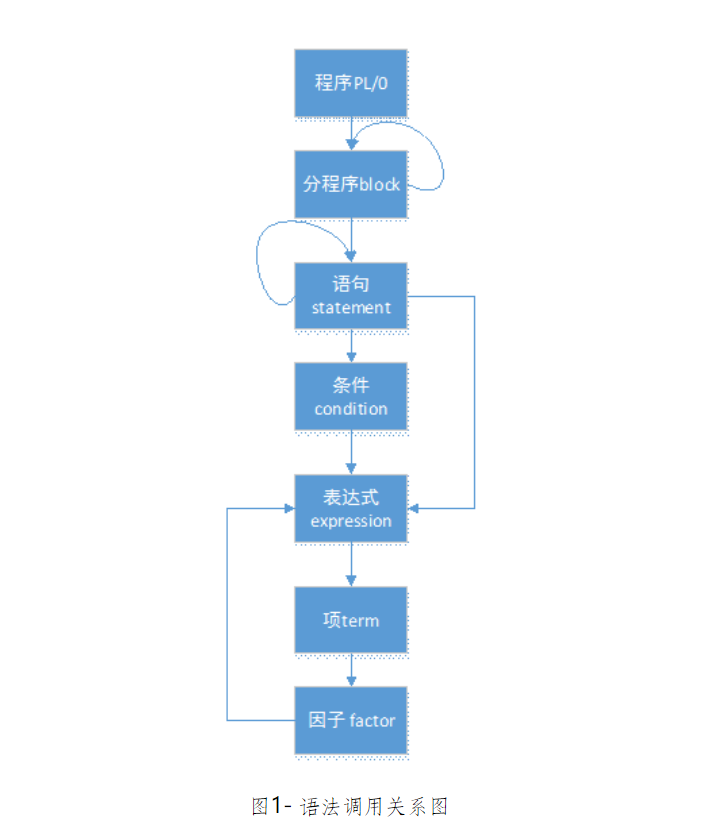 程序PL/0
分程序block
语句
statement
条件
condition
表达式
expression
项term
因子 factor
图1- 语法调用关系图